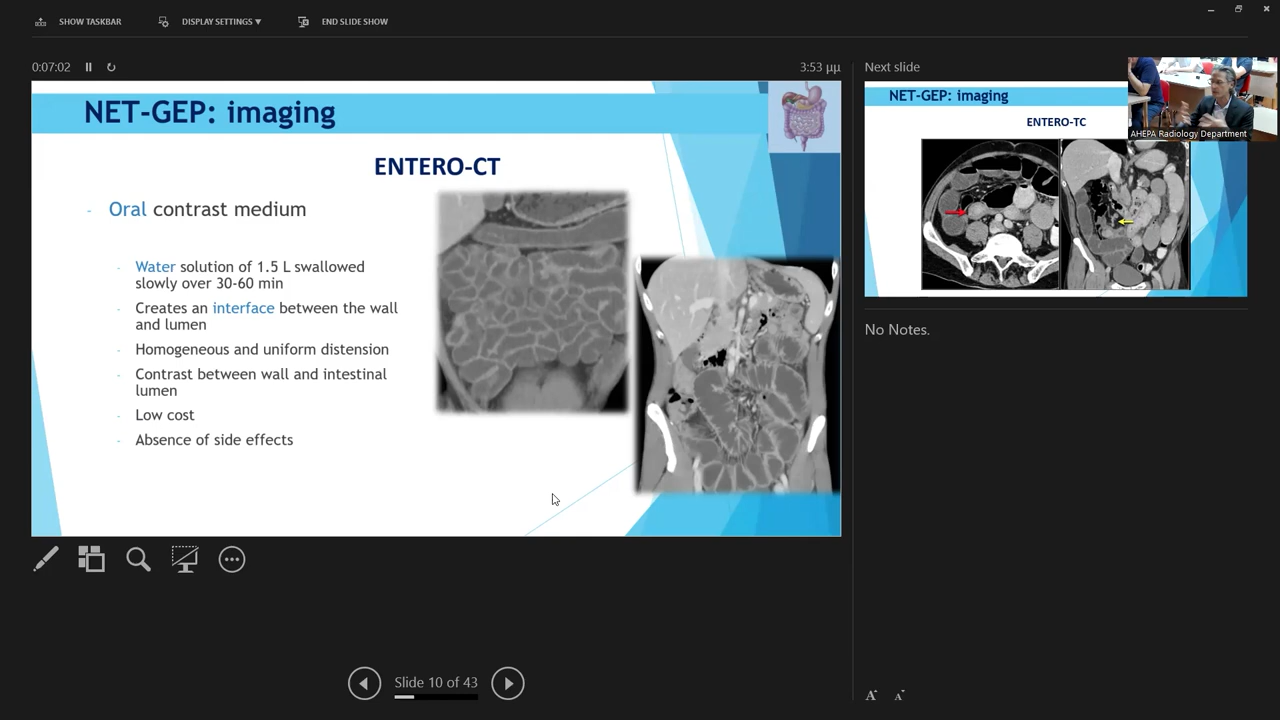 SHOW TASKBAR
DISPLAY SETTINGS ▼
END SLIDE SHOW
0:07:02
3:53 μμ
NET-GEP: imaging
ENTERO-CT
- Oral contrast medium
- Water solution of 1.5 L swallowed
slowly over 30-60 min
- Creates an interface between the wall
and lumen
- Homogeneous and uniform distension
- Contrast between wall and intestinal
lumen
- Low cost
- Absence of side effects
Slide 10 of 43
Next slide
NET-GEP: imaging
ENTERO-TC
AHEPA Radiology Department
No Notes.
A A